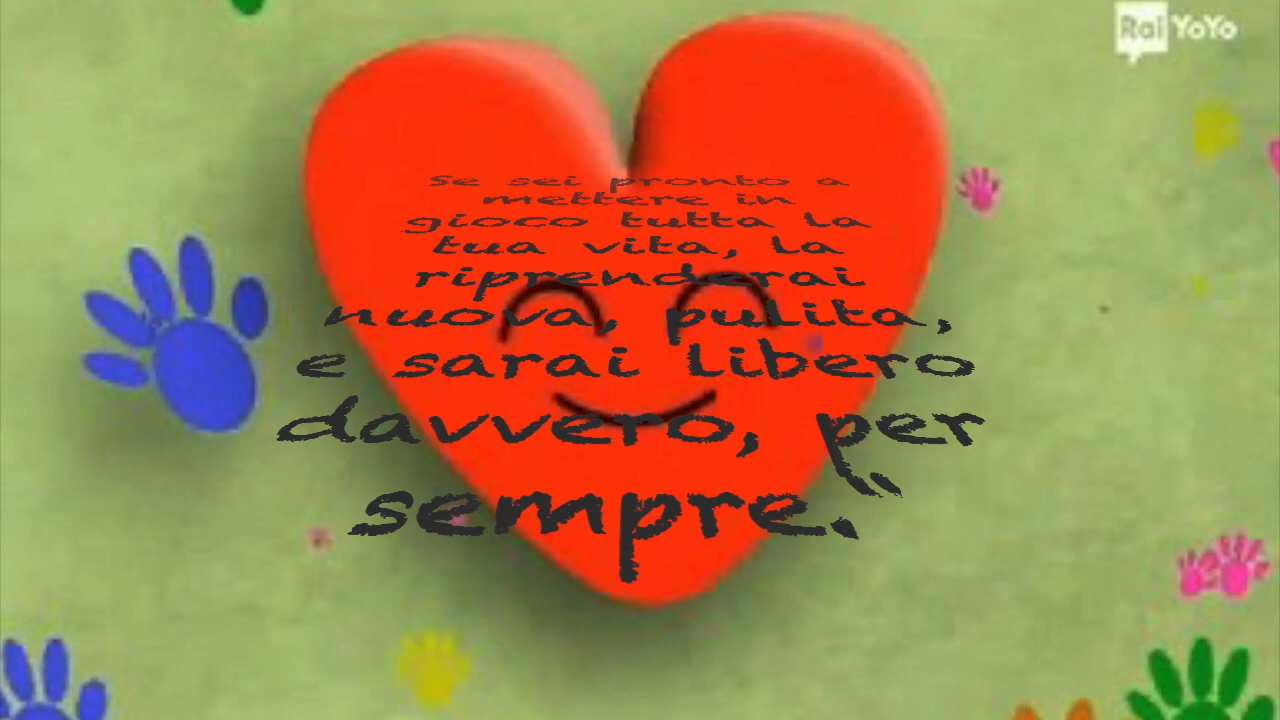 Rai YoYo
Se sei pronto a
mettere in
gioco tutta la
tua vita, la
riprenderai
nuova, pulita,
e sarai libero
davvero, per
sempre."